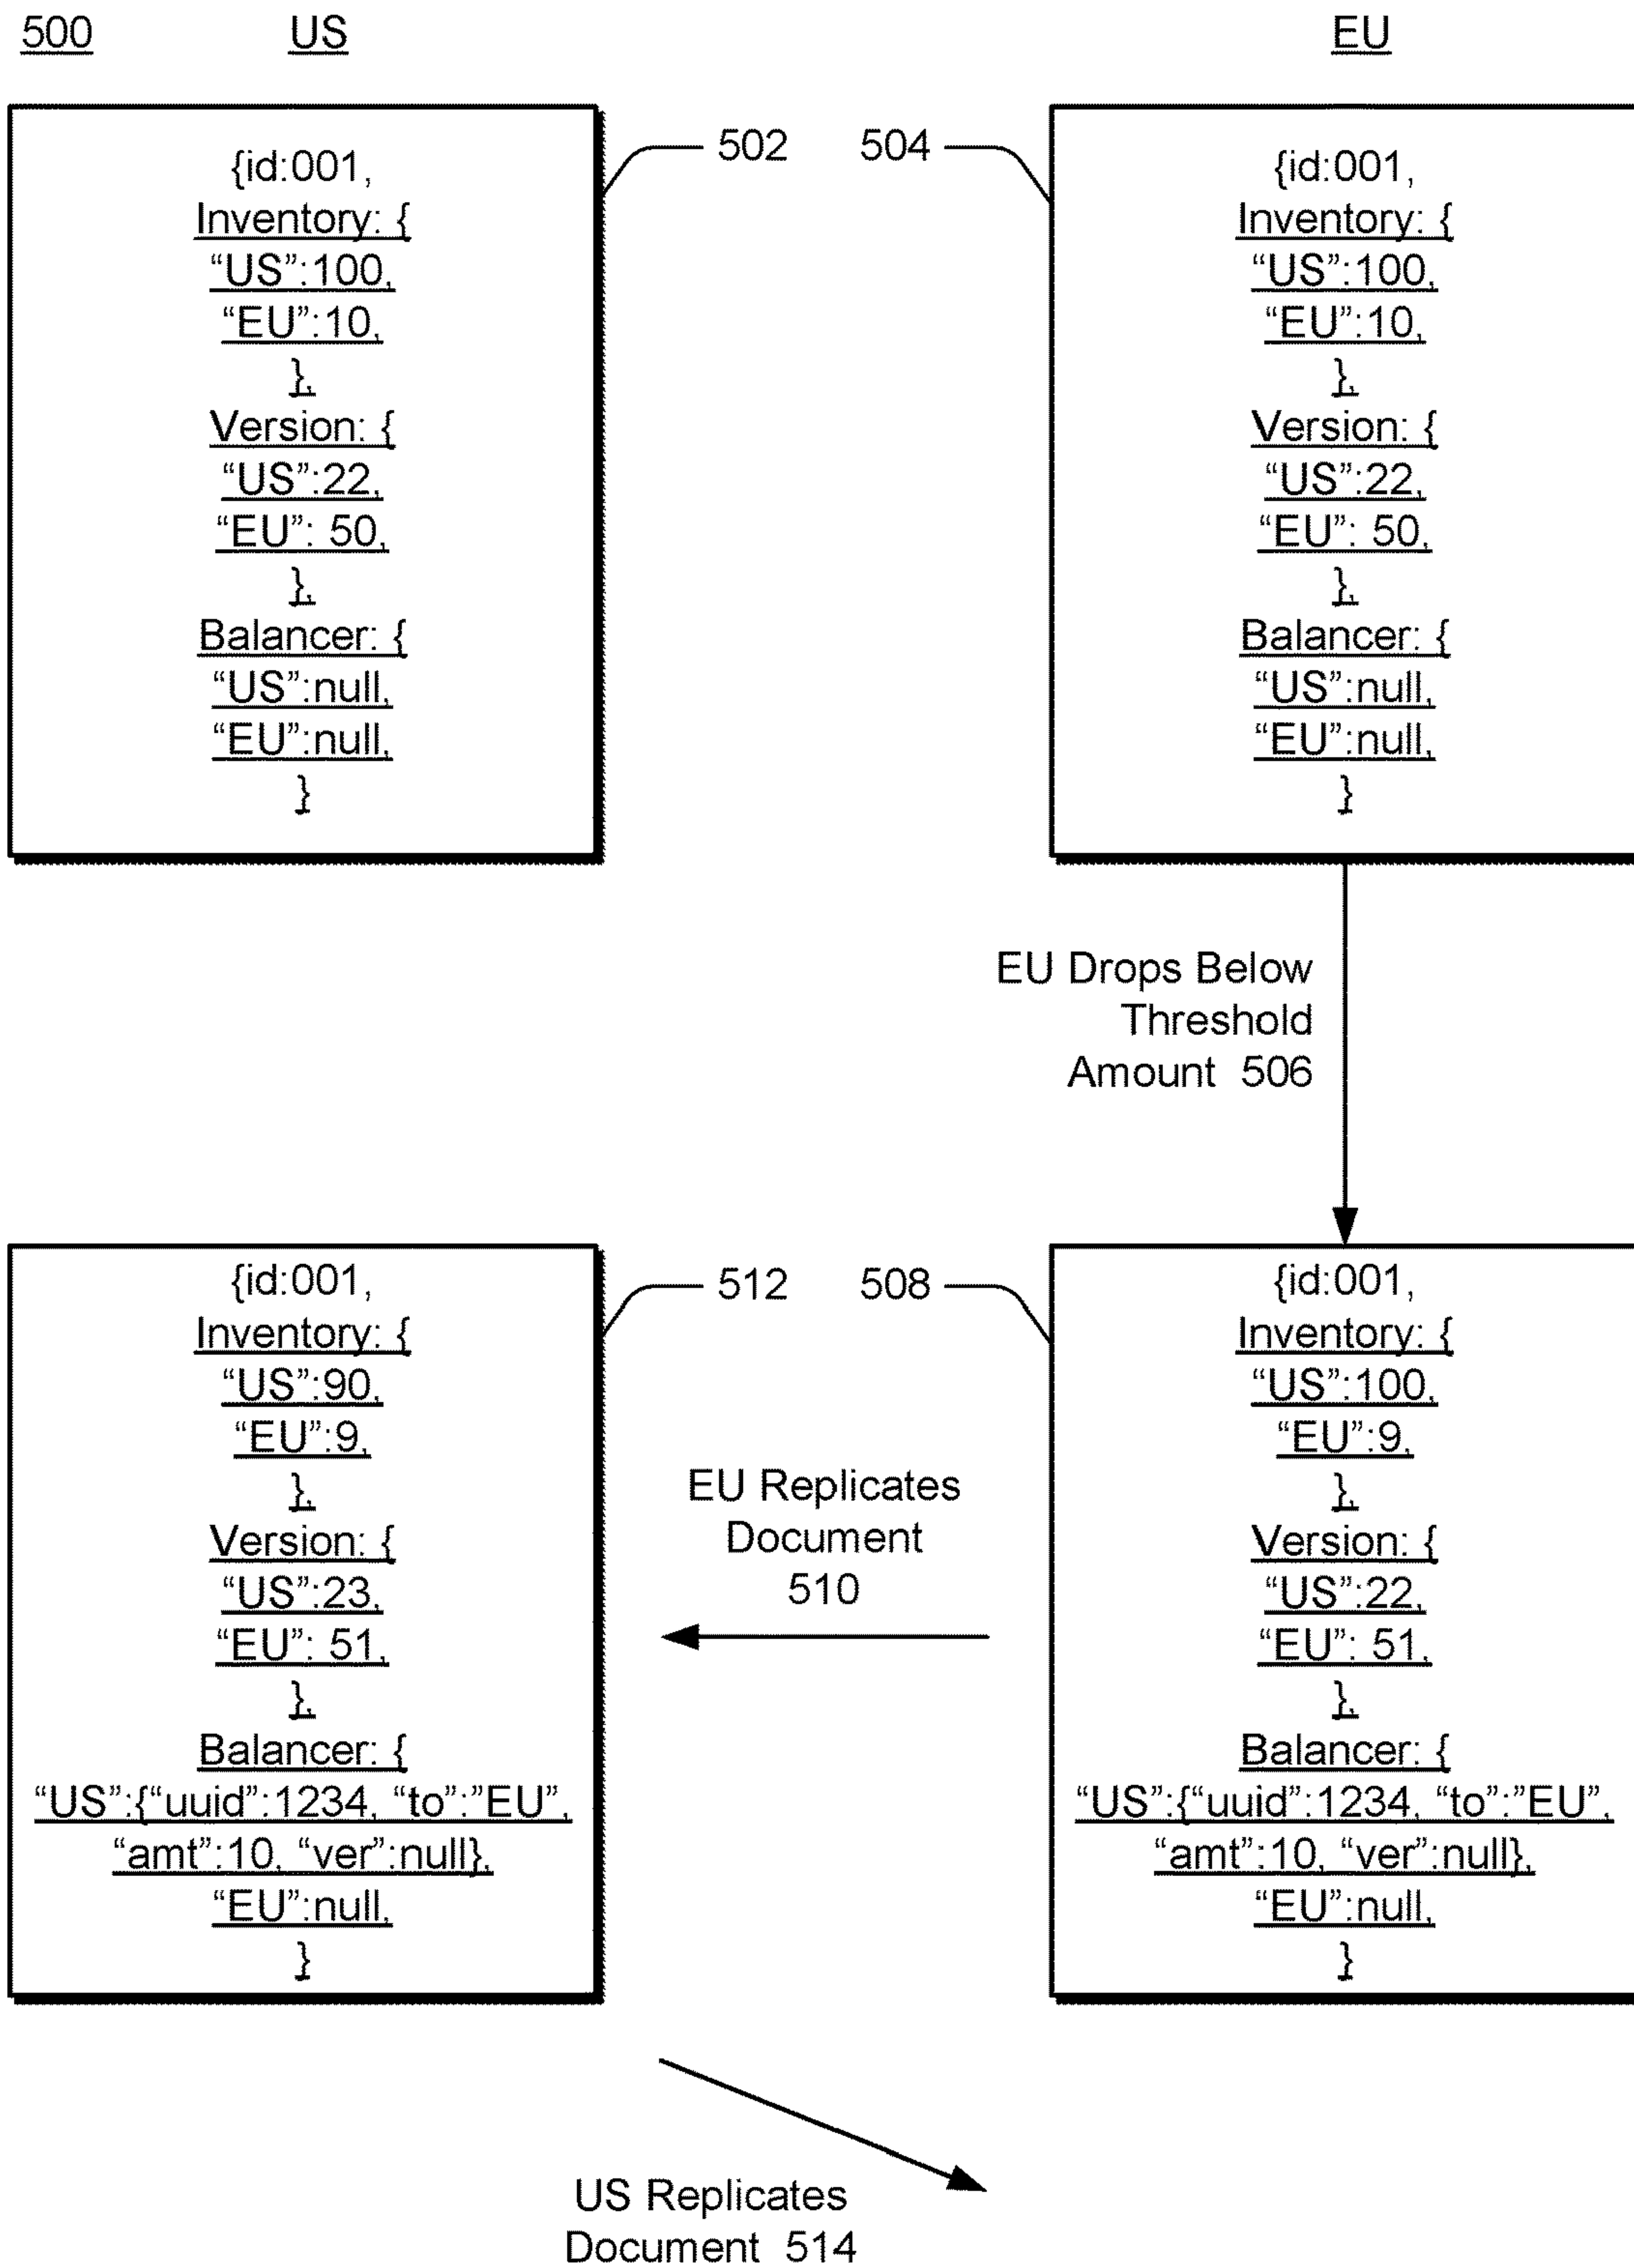 500 US EU
502 504
{id:001,
Inventory: {
“US”:100,
“EU”:10,
},
Version: {
“US”:22,
“EU”: 50,
},
Balancer: {
“US”:null,
“EU”:null,
}
{id:001,
Inventory: {
“US”:100,
“EU”:10,
},
Version: {
“US”:22,
“EU”: 50,
},
Balancer: {
“US”:null,
“EU”:null,
}
EU Drops Below
Threshold
Amount 506
512 508
{id:001,
Inventory: {
“US”:90,
“EU”:9,
},
Version: {
“US”:23,
“EU”: 51,
},
Balancer: {
“US”:{“uuid”:1234, “to”:”EU”,
“amt”:10, “ver”:null},
“EU”:null,
}
EU Replicates
Document
510
{id:001,
Inventory: {
“US”:100,
“EU”:9,
},
Version: {
“US”:22,
“EU”: 51,
},
Balancer: {
“US”:{“uuid”:1234, “to”:”EU”,
“amt”:10, “ver”:null},
“EU”:null,
}
US Replicates
Document 514